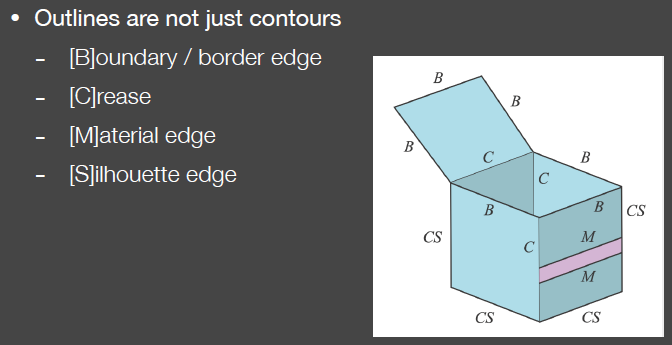 • Outlines are not just contours
- [B]oundary / border edge
- [C]rease
- [M]aterial edge
- [S]ilhouette edge
B
B
B
C
B
C
B
B
CS
CS
C
M
M
CS
CS